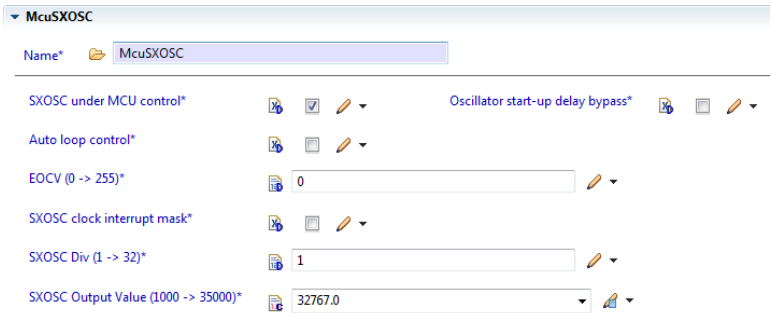 McuSXOSC
Name* McuSXOSC
SXOSC under MCU control* Oscillator start-up delay bypass*
Auto loop control*
EOCV (0 -> 255)* 0
SXOSC clock interrupt mask*
SXOSC Div (1 -> 32)* 1
SXOSC Output Value (1000 -> 35000)* 32767.0